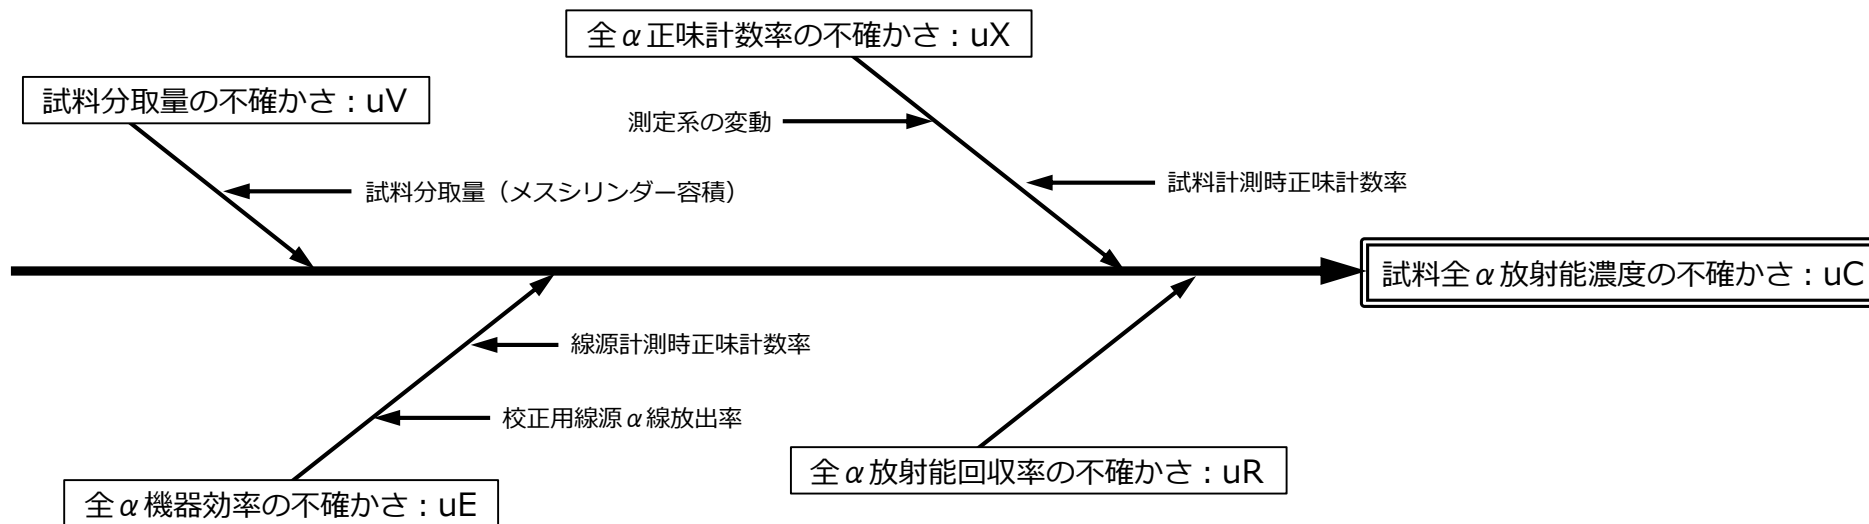 全α正味計数率の不確かさ：uX
試料分取量の不確かさ：uV
測定系の変動
試料計測時正味計数率
試料分取量（メスシリンダー容積）
試料全α放射能濃度の不確かさ：uC
線源計測時正味計数率
校正用線源α線放出率
全α放射能回収率の不確かさ：uR
全α機器効率の不確かさ：uE